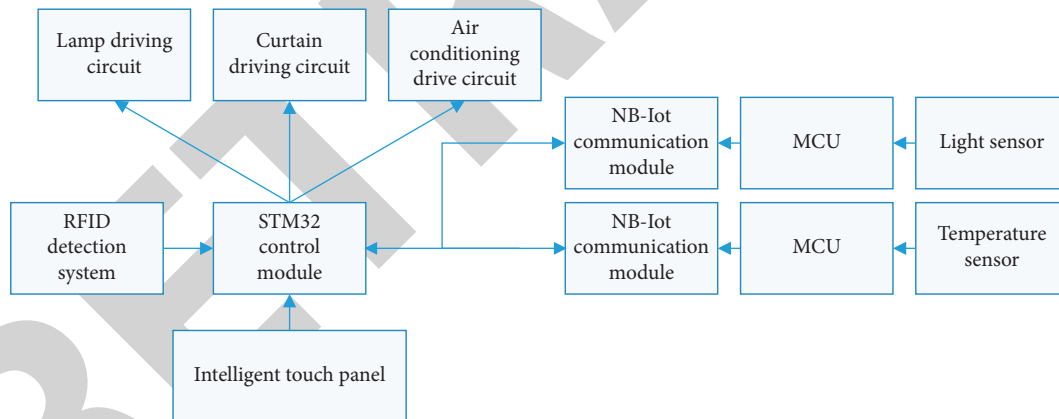 Lamp driving
circuit
Curtain
driving circuit
Air
conditioning
drive circuit
NB-Iot
communication
module
MCU
Light sensor
RFID
detection
system
STM32
control
module
NB-Iot
communication
module
MCU
Temperature
sensor
Intelligent touch panel